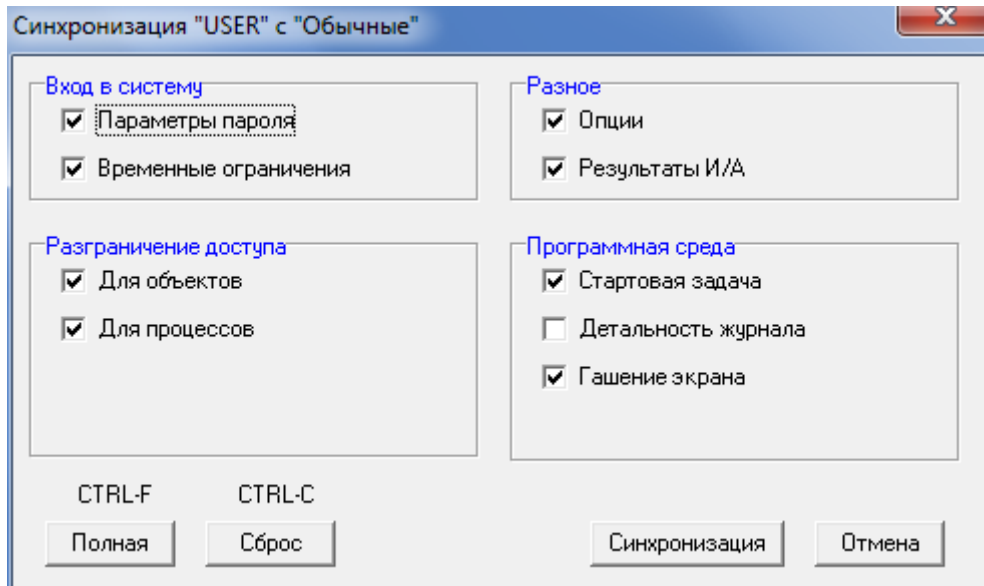 Синхронизация "USER" с "Обычные"
Вход в систему
Параметры пароля
Временные ограничения
Разное
Опции
Результаты И/А
Разграничение доступа
Для объектов
Для процессов
Программная среда
Стартовая задача
Детальность журнала
Гашение экрана
CTRL-F
CTRL-C
Полная
Сброс
Синхронизация
Отмена